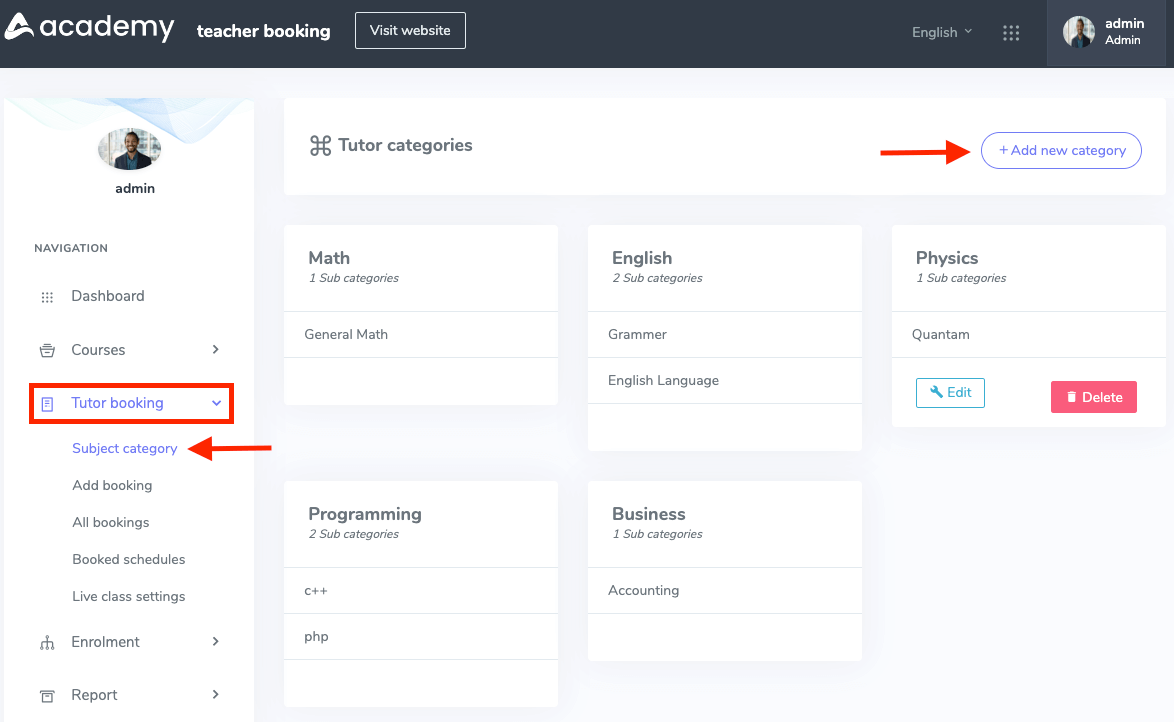 academy
teacher booking
Visit website
English
admin
Admin
admin
NAVIGATION
Dashboard
Courses
Tutor booking
Subject category
Add booking
All bookings
Booked schedules
Live class settings
Enrolment
Report
Tutor categories
+ Add new category
Math
1 Sub categories
General Math
English
2 Sub categories
Grammer
English Language
Physics
1 Sub categories
Quantam
Edit
Delete
Programming
2 Sub categories
c++
php
Business
1 Sub categories
Accounting